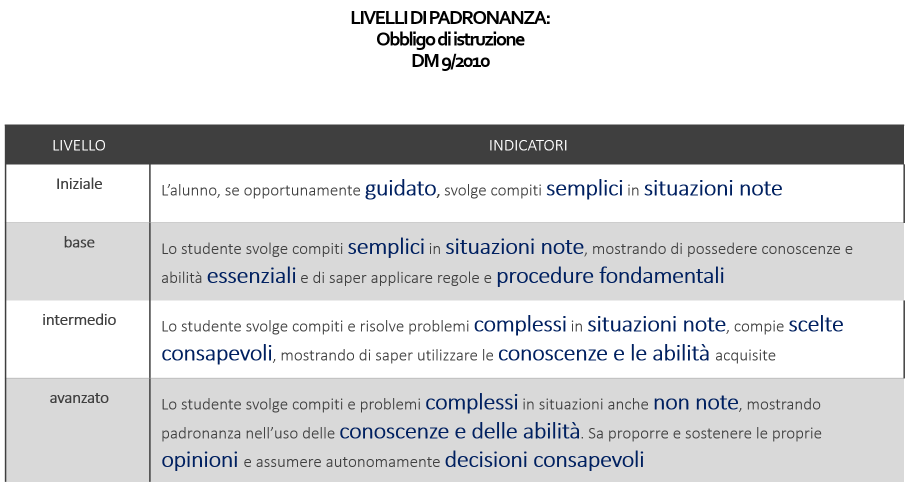 LIVELLI DI PADRONANZA:
Obbligo di istruzione
DM 9/2010
LIVELLO INDICATORI
Iniziale
L'alunno, se opportunamente guidato, svolge compiti semplici in situazioni note
base
Lo studente svolge compiti semplici in situazioni note, mostrando di possedere conoscenze e
abilità essenziali e di saper applicare regole e procedure fondamentali
intermedio
Lo studente svolge compiti e risolve problemi complessi in situazioni note, compie scelte
consapevoli, mostrando di saper utilizzare le conoscenze e le abilità acquisite
avanzato
Lo studente svolge compiti e problemi complessi in situazioni anche non note, mostrando
padronanza nell'uso delle conoscenze e delle abilità. Sa proporre e sostenere le proprie
opinioni e assumere autonomamente decisioni consapevoli